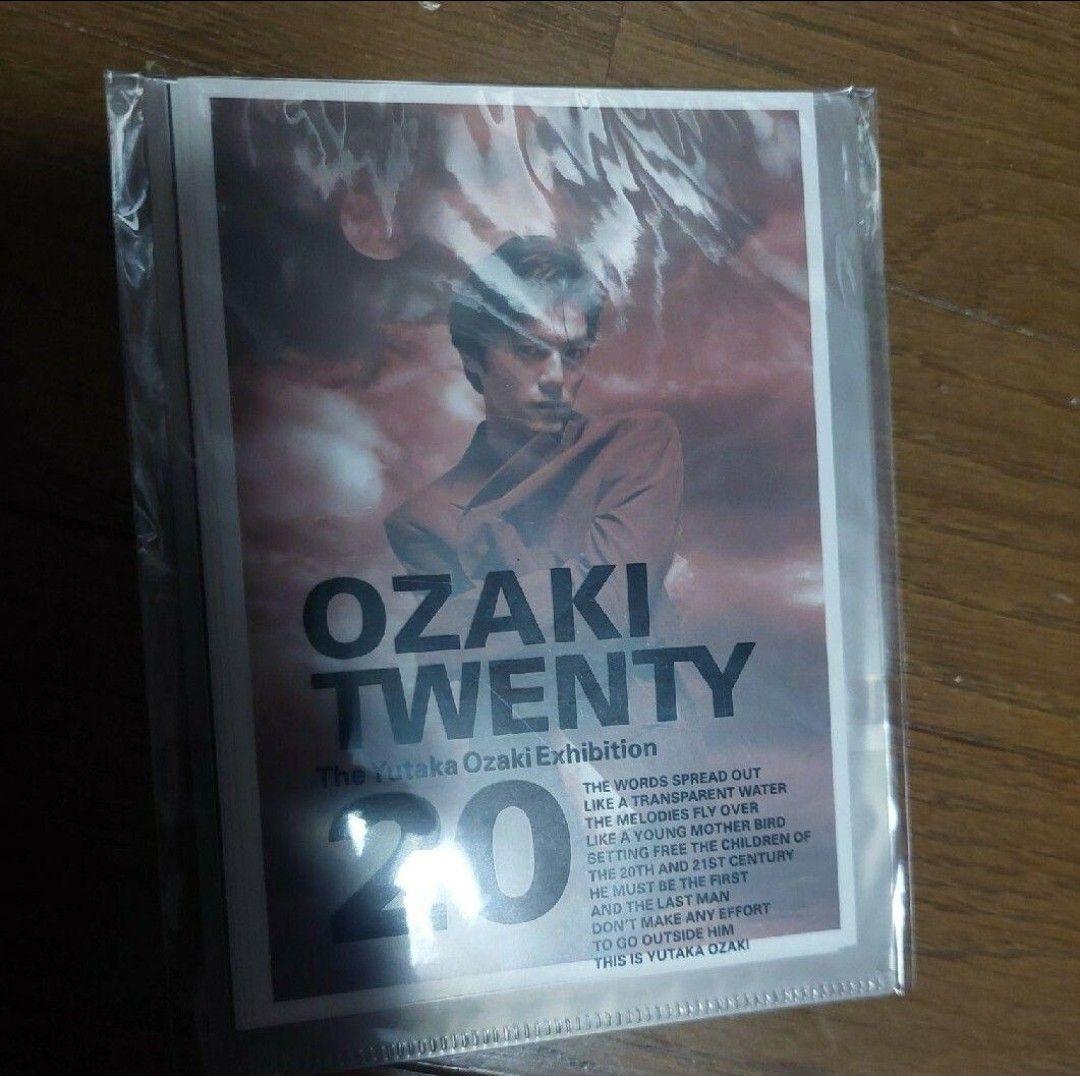 OZAKI
TWENTY
The Yutaka Ozaki Exhibition
20
THE WORDS SPREAD OUT
LIKE A TRANSPARENT WATER
THE MELODIES FLY OVER
LIKE A YOUNG MOTHER BIRD
SETTING FREE THE CHILDREN OF
THE 20TH AND 21ST CENTURY
HE MUST BE THE FIRST
AND THE LAST MAN
DON'T MAKE ANY EFFORT
TO GO OUTSIDE HIM
THIS IS YUTAKA OZAKI